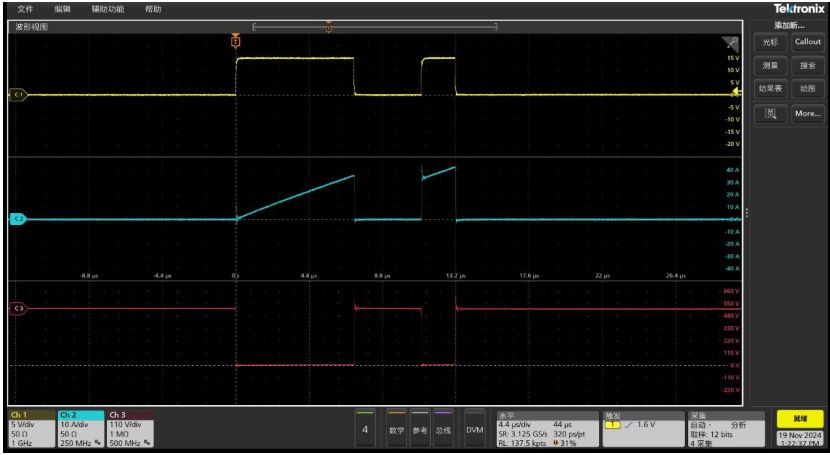 文件 编辑 辅助功能 帮助
Tektronix
波形视图
添加新...
光标 Callout
测量 搜索
结果表 绘图
More...
T
C1
15 V
10 V
5 V
-5 V
-10 V
-15 V
-20 V
C2
40 A
30 A
20 A
10 A
0 A
-10 A
-20 A
-30 A
-40 A
-8.8 µs -4.4 µs 0s 4.4 µs 8.8 µs 13.2 µs 17.6 µs 22 µs 26.4 µs
C3
660 V
550 V
440 V
330 V
220 V
110 V
0 V
-110 V
-220 V
Ch 1
5 V/div
50 Ω
1 GHz
Ch 2
10 A/div
50 Ω
250 MHz
Ch 3
110 V/div
1 MΩ
500 MHz
4
数学
参考
总线
DVM
水平
4.4 µs/div 44 µs
SR: 3.125 GS/s 320 ps/pt
RL: 137.5 kpts 31%
触发
1 1.6 V
采集
自动, 分析
取样: 12 bits
4 采集
就绪
19 Nov 2024
1:22:37 PM